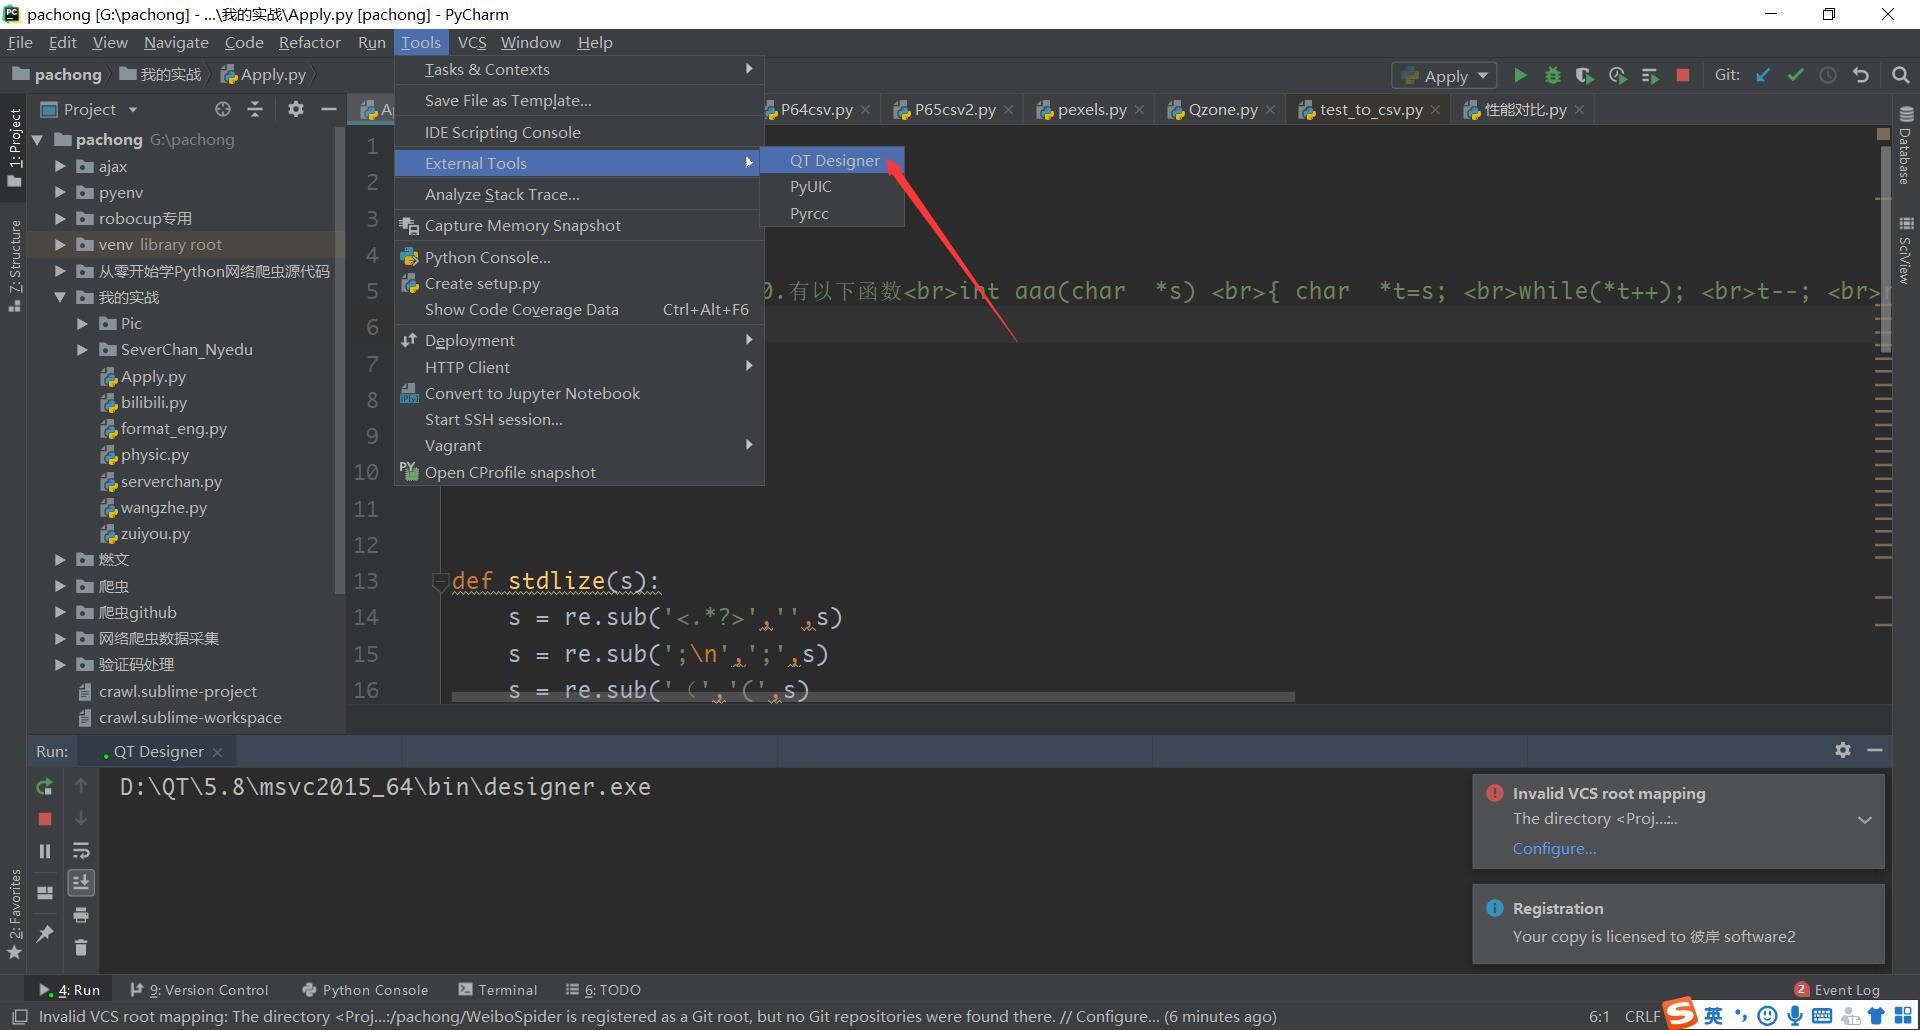 pachong [G:\pachong] - ...\我的实战\Apply.py [pachong] - PyCharm
File Edit View Navigate Code Refactor Run Tools VCS Window Help
pachong 我的实战 Apply.py
Apply
Git:
Project
P64csv.py
P65csv2.py
pexels.py
Qzone.py
test_to_csv.py
性能对比.py
1: Project
7: Structure
2: Favorites
Database
SciView
pachong G:\pachong
ajax
pyenv
robocup专用
venv library root
从零开始学Python网络爬虫源代码
我的实战
Pic
SeverChan_Nyedu
Apply.py
bilibili.py
format_eng.py
physic.py
serverchan.py
wangzhe.py
zuiyou.py
燃文
爬虫
爬虫github
网络爬虫数据采集
验证码处理
crawl.sublime-project
crawl.sublime-workspace
Tasks & Contexts
Save File as Template...
IDE Scripting Console
External Tools
Analyze Stack Trace...
Capture Memory Snapshot
Python Console...
Create setup.py
Show Code Coverage Data Ctrl+Alt+F6
Deployment
HTTP Client
Convert to Jupyter Notebook
Start SSH session...
Vagrant
Open CProfile snapshot
QT Designer
PyUIC
Pyrcc
1
2
3
4
5 0.有以下函数<br>int aaa(char  *s) <br>{ char  *t=s; <br>while(*t++); <br>t--; <br>r
6
7
8
9
10
11
12
13 def stdlize(s):
14 s = re.sub('<.*?>','',s)
15 s = re.sub(';\n',';',s)
16 s = re.sub('（','(',s)
Run: QT Designer
D:\QT\5.8\msvc2015_64\bin\designer.exe
Invalid VCS root mapping
The directory <Proj...:..
Configure...
Registration
Your copy is licensed to 彼岸 software2
4: Run 9: Version Control Python Console Terminal 6: TODO 2 Event Log
Invalid VCS root mapping: The directory <Proj...:/pachong/WeiboSpider is registered as a Git root, but no Git repositories were found there. // Configure... (6 minutes ago) 6:1 CRLF 英